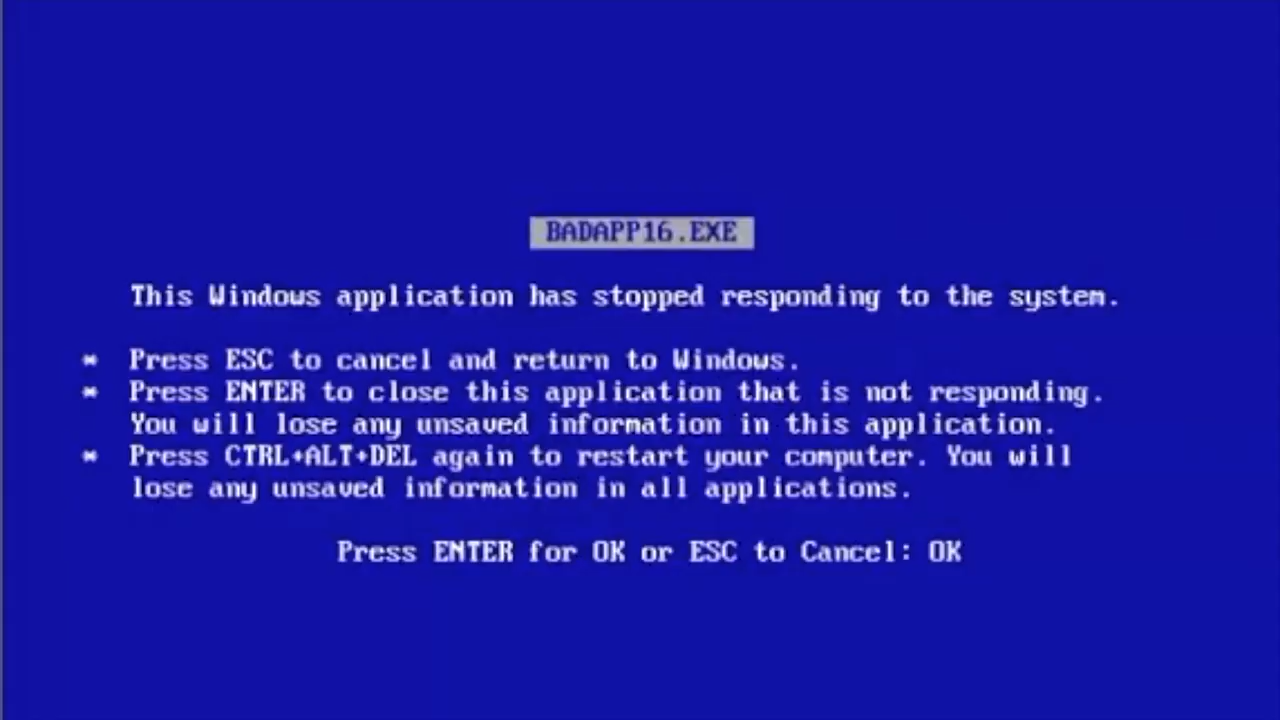 BADAPP16.EXE
This Windows application has stopped responding to the system.
* Press ESC to cancel and return to Windows.
* Press ENTER to close this application that is not responding.
You will lose any unsaved information in this application.
* Press CTRL+ALT+DEL again to restart your computer. You will
lose any unsaved information in all applications.
Press ENTER for OK or ESC to Cancel: OK